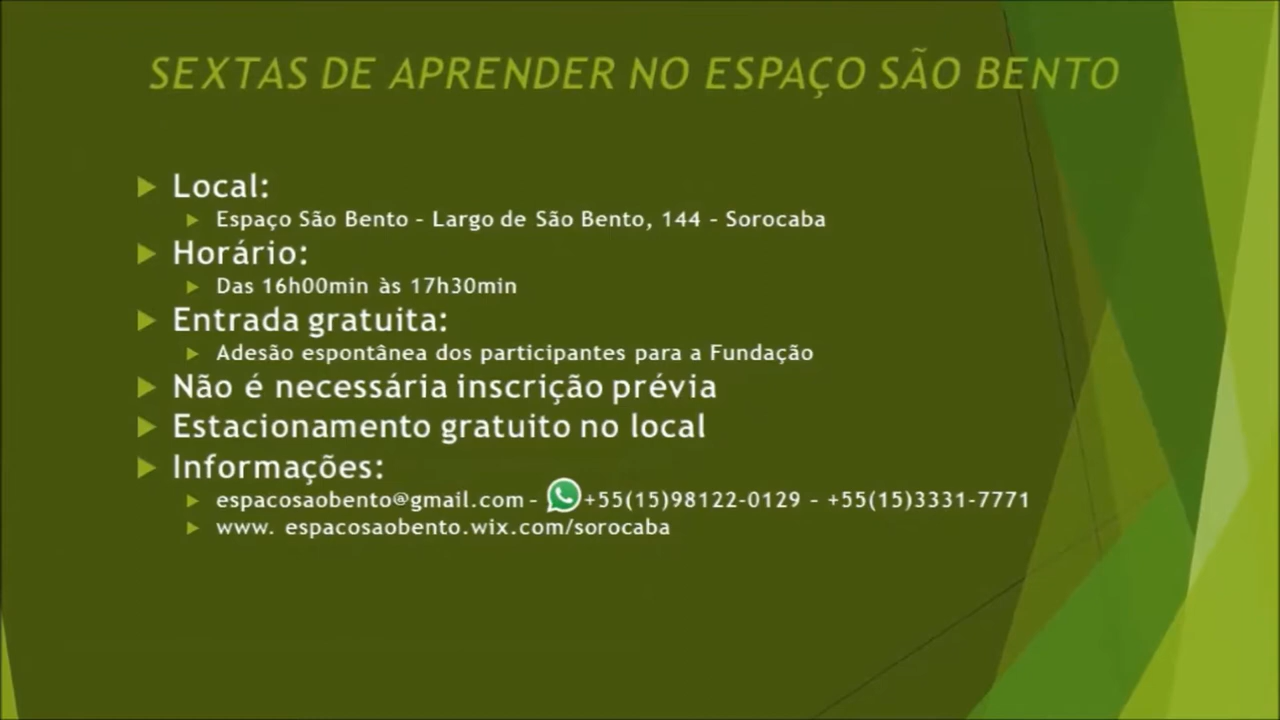 SEXTAS DE APRENDER NO ESPAÇO SÃO BENTO
Local:
Espaço São Bento – Largo de São Bento, 144 – Sorocaba
Horário:
Das 16h00min às 17h30min
Entrada gratuita:
Adesão espontânea dos participantes para a Fundação
Não é necessária inscrição prévia
Estacionamento gratuito no local
Informações:
espacosaobento@gmail.com – +55(15)98122-0129 – +55(15)3331-7771
www. espacosaobento.wix.com/sorocaba